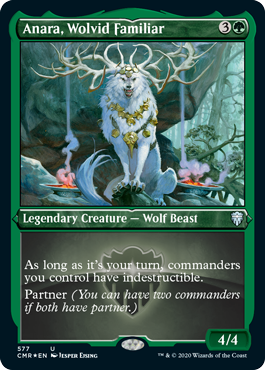 Anara, Wolvid Familiar 3
Legendary Creature — Wolf Beast
As long as it's your turn, commanders
you control have indestructible.
Partner (You can have two commanders
if both have partner.)
4/4
577 U
CMR★EN Jesper Ejsing ™ & © 2020 Wizards of the Coast